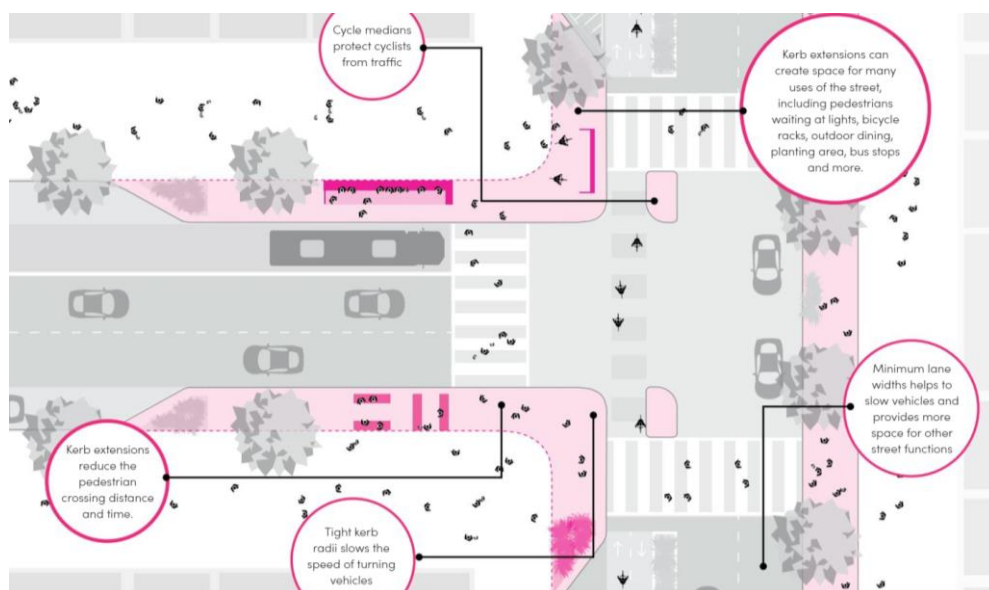 Cycle medians
protect cyclists
from traffic
Kerb extensions can
create space for many
uses of the street,
including pedestrians
waiting at lights, bicycle
racks, outdoor dining,
planting area, bus stops
and more.
Minimum lane
widths helps to
slow vehicles and
provides more
space for other
street functions
Kerb extensions
reduce the
pedestrian
crossing distance
and time.
Tight kerb
radii slows the
speed of turning
vehicles